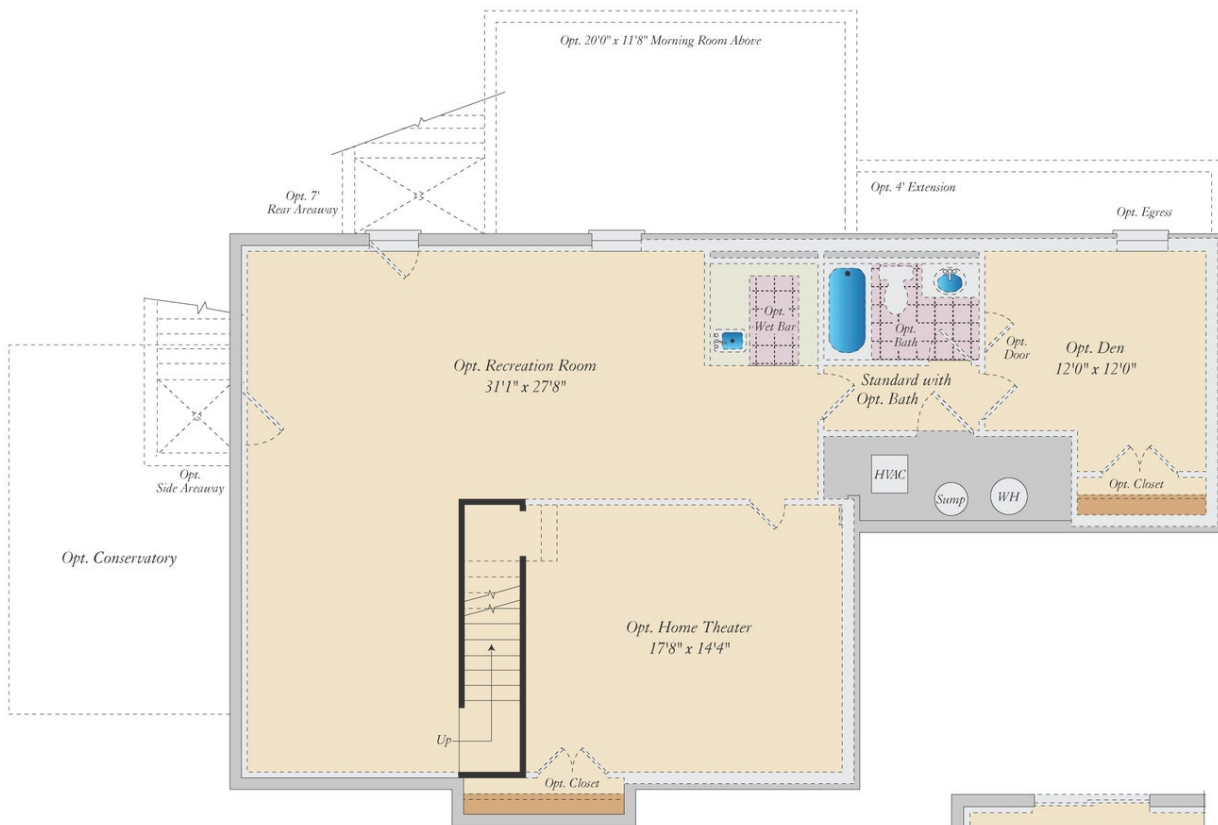 Opt. 20'0" x 11'8" Morning Room Above
Opt. 7'
Rear Areaway
Opt. 4' Extension
Opt. Egress
Opt. Recreation Room
31'1" x 27'8"
Opt.
Wet Bar
Opt.
Bath
Opt.
Door
Opt. Den
12'0" x 12'0"
Standard with
Opt. Bath
Opt.
Side Areaway
HVAC
Sump
WH
Opt. Closet
Opt. Conservatory
Opt. Home Theater
17'8" x 14'4"
Up
Opt. Closet